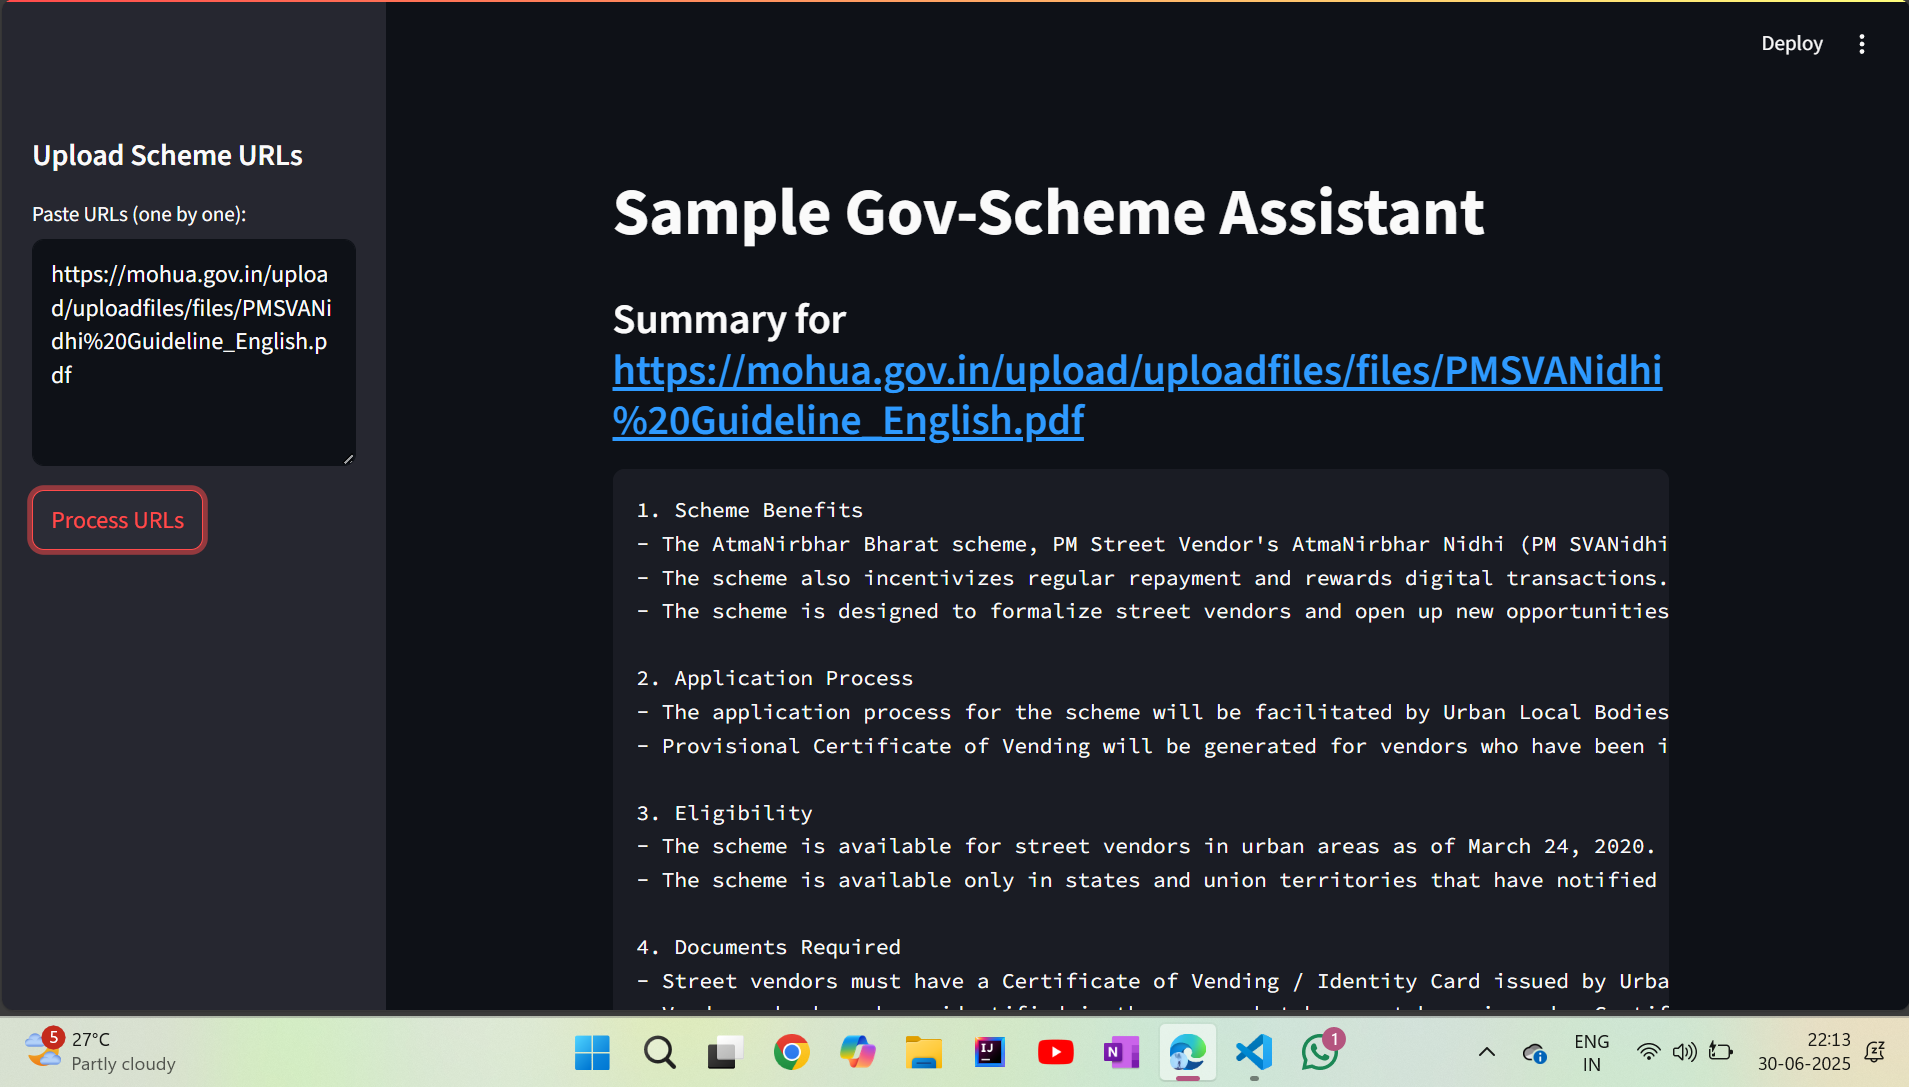 Deploy
Upload Scheme URLs
Paste URLs (one by one):
https://mohua.gov.in/uploa
d/uploadfiles/files/PMSVANi
dhi%20Guideline_English.p
df
Process URLs
Sample Gov-Scheme Assistant
Summary for
https://mohua.gov.in/upload/uploadfiles/files/PMSVANidhi
%20Guideline_English.pdf
1. Scheme Benefits
- The AtmaNirbhar Bharat scheme, PM Street Vendor's AtmaNirbhar Nidhi (PM SVANidhi
- The scheme also incentivizes regular repayment and rewards digital transactions.
- The scheme is designed to formalize street vendors and open up new opportunities
2. Application Process
- The application process for the scheme will be facilitated by Urban Local Bodies
- Provisional Certificate of Vending will be generated for vendors who have been i
3. Eligibility
- The scheme is available for street vendors in urban areas as of March 24, 2020.
- The scheme is available only in states and union territories that have notified
4. Documents Required
- Street vendors must have a Certificate of Vending / Identity Card issued by Urba
5
27°C
Partly cloudy
IJ
N
1
ENG
IN
22:13
30-06-2025